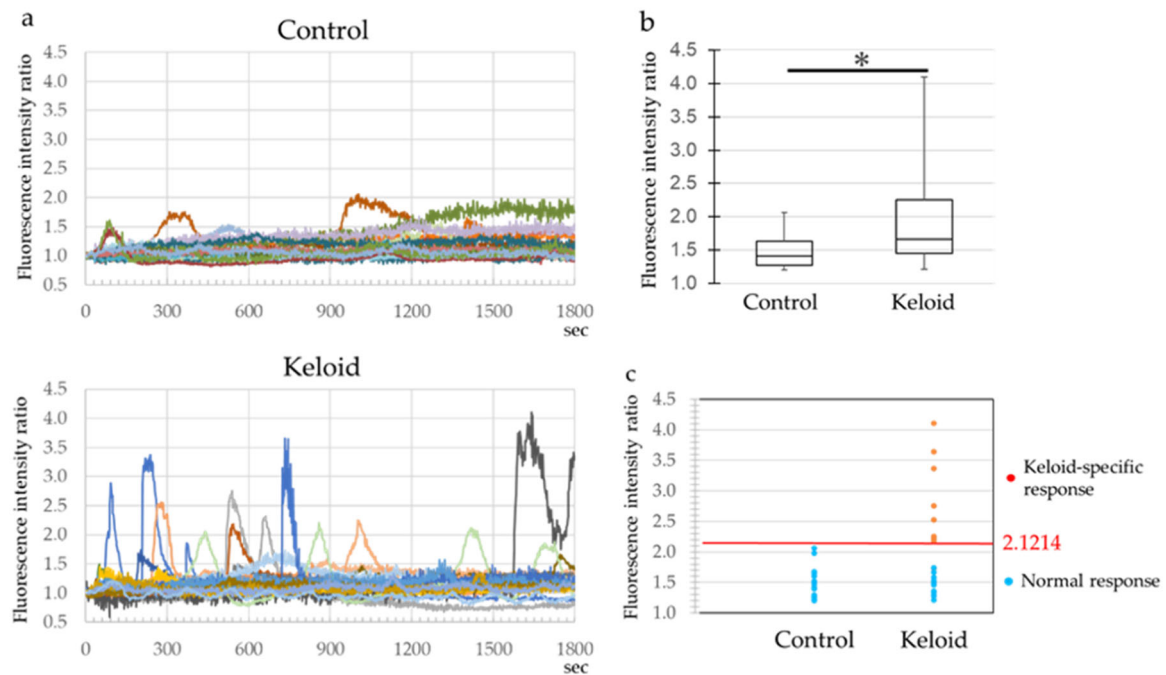 a
Control
Fluorescence intensity ratio
4.5
4.0
3.5
3.0
2.5
2.0
1.5
1.0
0.5
0 300 600 900 1200 1500 1800
sec
Keloid
Fluorescence intensity ratio
4.5
4.0
3.5
3.0
2.5
2.0
1.5
1.0
0.5
0 300 600 900 1200 1500 1800
sec
b
Fluorescence intensity ratio
4.5
4.0
3.5
3.0
2.5
2.0
1.5
1.0
*
Control Keloid
c
Fluorescence intensity ratio
4.5
4.0
3.5
3.0
2.5
2.0
1.5
1.0
2.1214
Control Keloid
Keloid-specific
response
Normal response